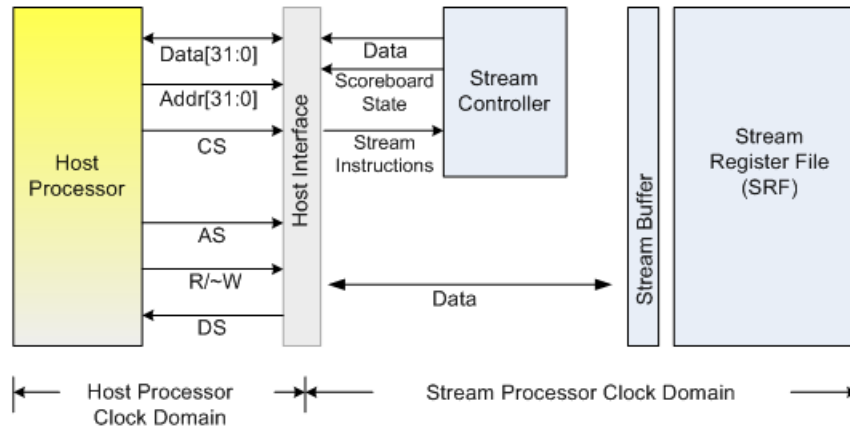 Host
Processor
Data[31:0]
Addr[31:0]
CS
AS
R/~W
DS
Host Interface
Data
Scoreboard
State
Stream
Instructions
Stream
Controller
Data
Stream Buffer
Stream
Register File
(SRF)
Host Processor
Clock Domain
Stream Processor Clock Domain